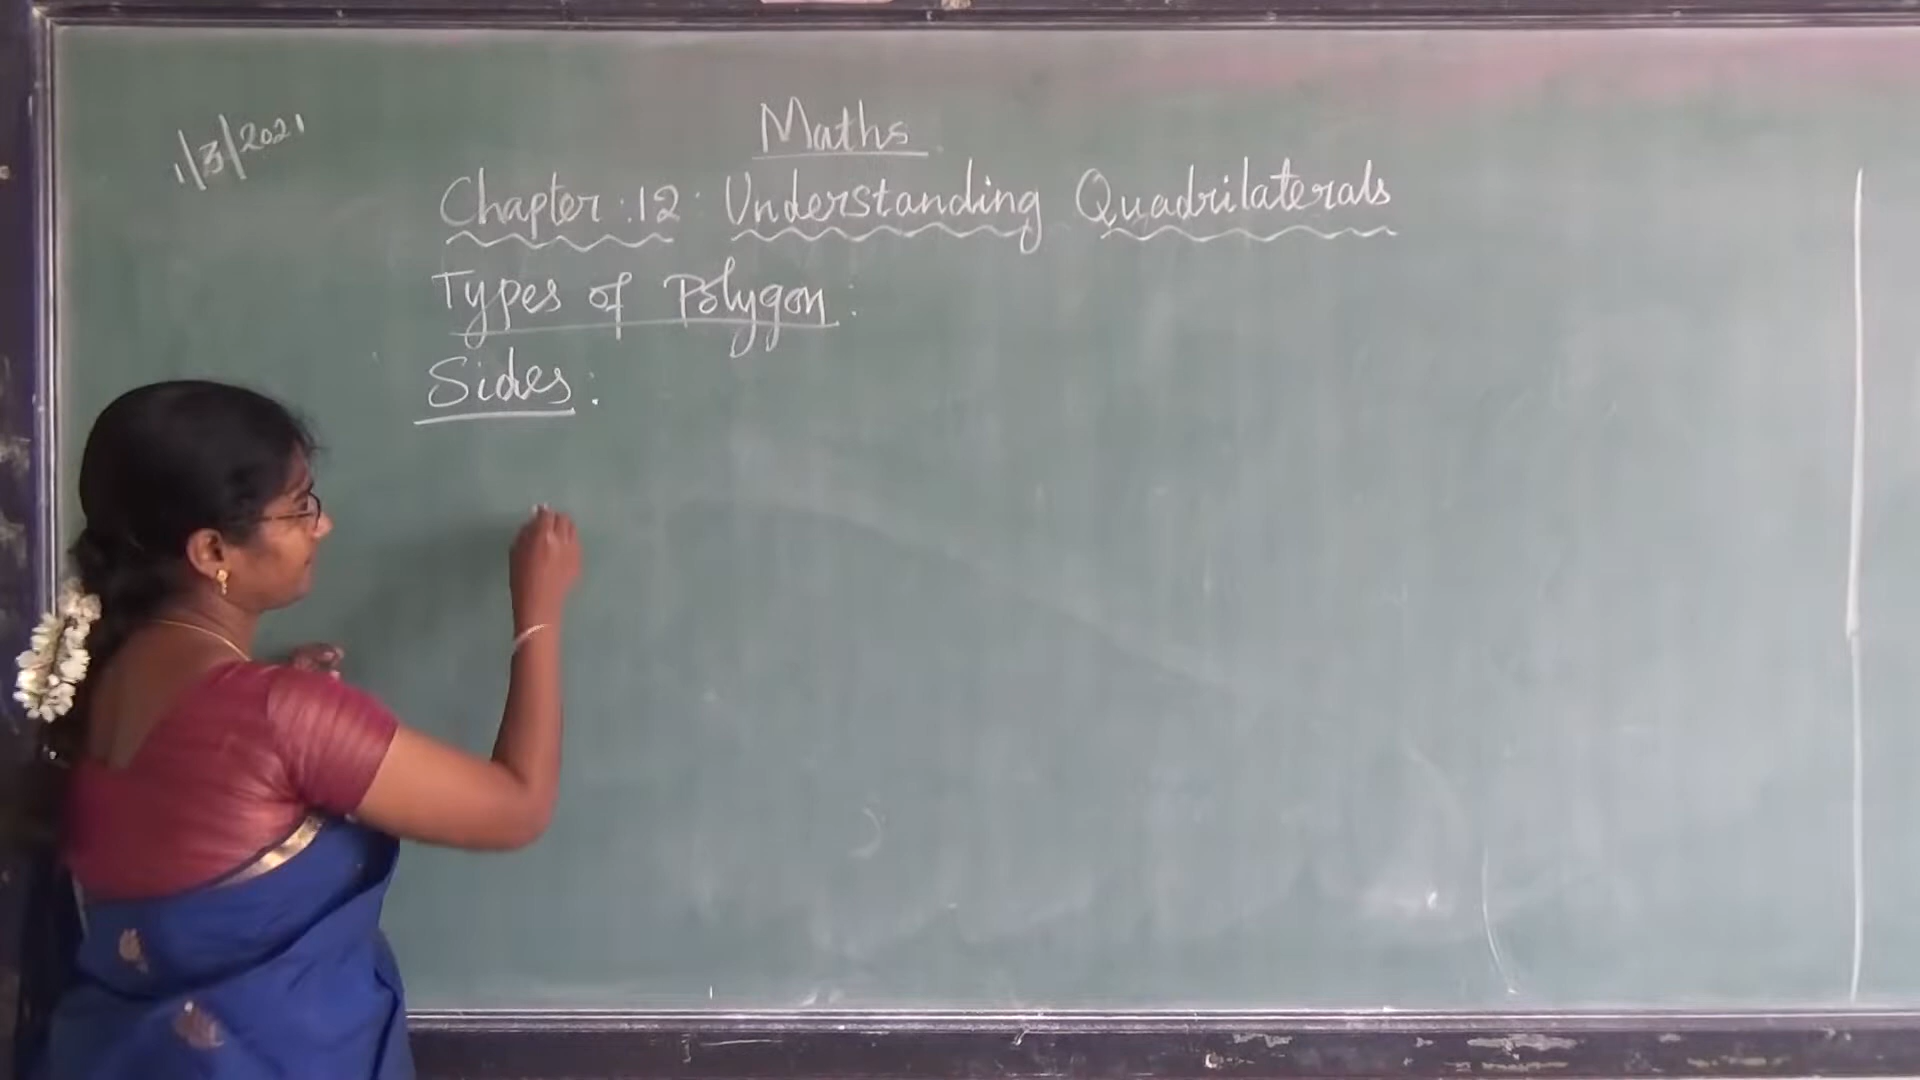 1/3/2021
Maths
Chapter:12: Understanding Quadrilaterals
Types of Polygon:
Sides: